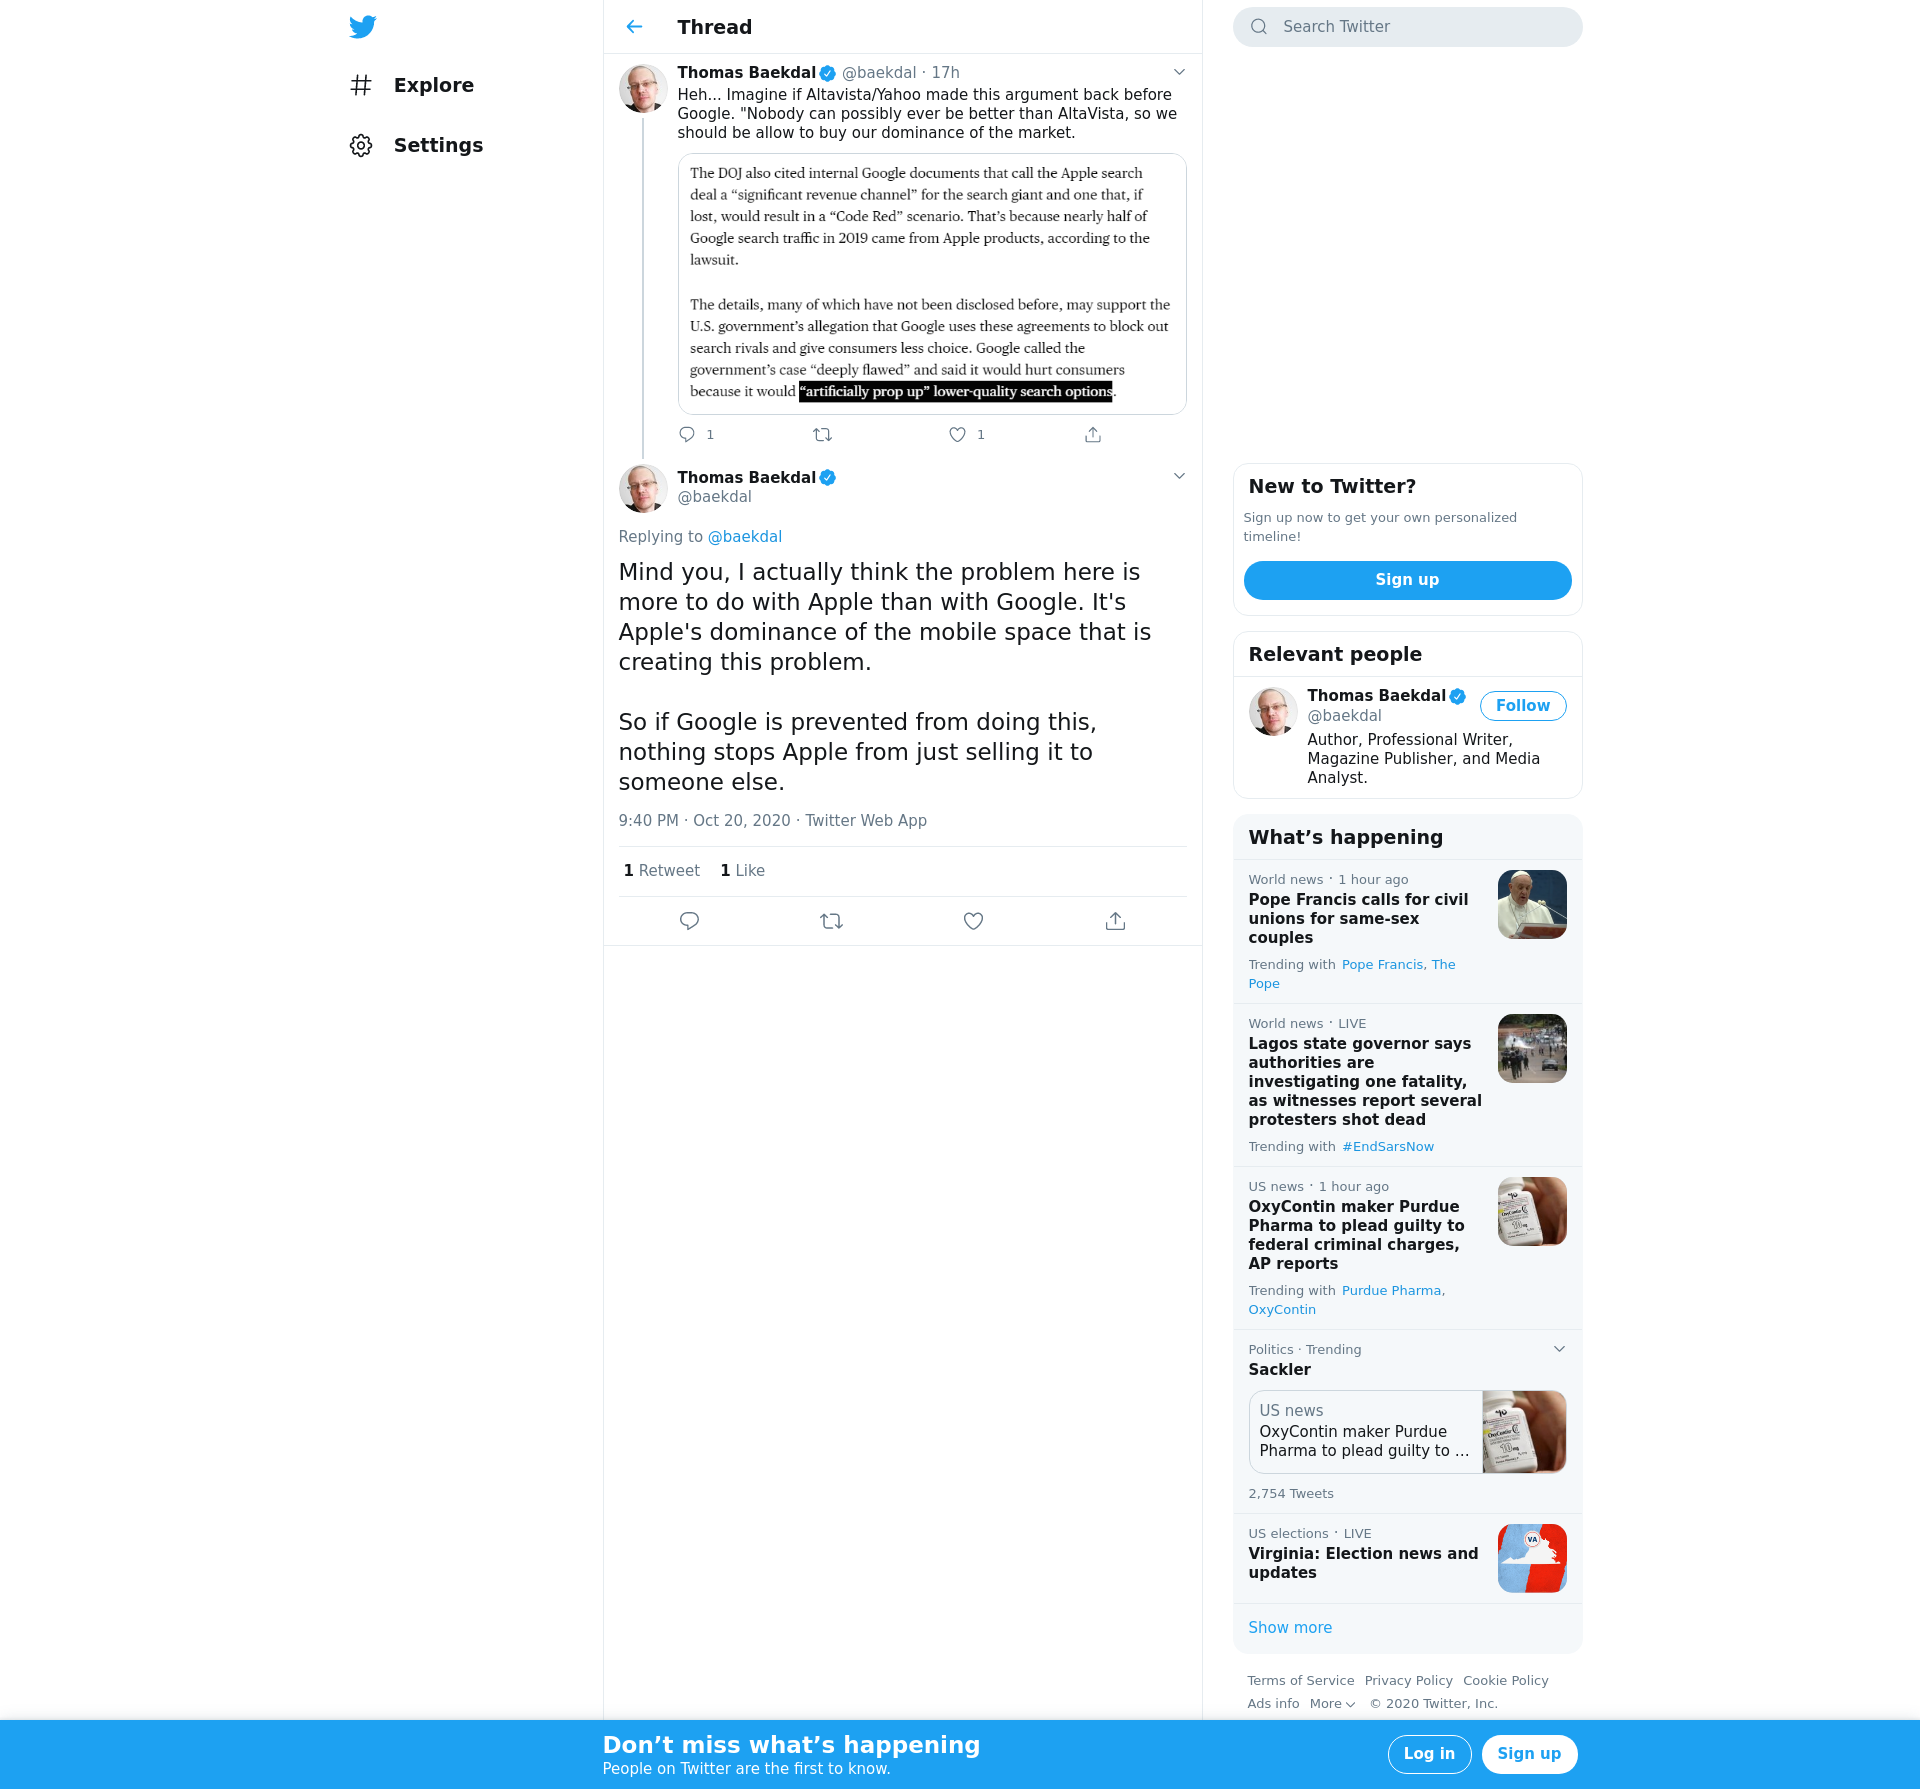 Explore
Settings
Thread
Thomas Baekdal @baekdal · 17h
Heh... Imagine if Altavista/Yahoo made this argument back before
Google. "Nobody can possibly ever be better than AltaVista, so we
should be allow to buy our dominance of the market.
The DOJ also cited internal Google documents that call the Apple search
deal a “significant revenue channel” for the search giant and one that, if
lost, would result in a “Code Red” scenario. That’s because nearly half of
Google search traffic in 2019 came from Apple products, according to the
lawsuit.
The details, many of which have not been disclosed before, may support the
U.S. government’s allegation that Google uses these agreements to block out
search rivals and give consumers less choice. Google called the
government’s case “deeply flawed” and said it would hurt consumers
because it would “artificially prop up” lower-quality search options.
1
1
Thomas Baekdal
@baekdal
Replying to @baekdal
Mind you, I actually think the problem here is
more to do with Apple than with Google. It's
Apple's dominance of the mobile space that is
creating this problem.
So if Google is prevented from doing this,
nothing stops Apple from just selling it to
someone else.
9:40 PM · Oct 20, 2020 · Twitter Web App
1 Retweet 1 Like
Search Twitter
New to Twitter?
Sign up now to get your own personalized
timeline!
Sign up
Relevant people
Thomas Baekdal
@baekdal
Follow
Author, Professional Writer,
Magazine Publisher, and Media
Analyst.
What’s happening
World news · 1 hour ago
Pope Francis calls for civil
unions for same-sex
couples
Trending with Pope Francis, The
Pope
World news · LIVE
Lagos state governor says
authorities are
investigating one fatality,
as witnesses report several
protesters shot dead
Trending with #EndSarsNow
US news · 1 hour ago
OxyContin maker Purdue
Pharma to plead guilty to
federal criminal charges,
AP reports
Trending with Purdue Pharma,
OxyContin
Politics · Trending
Sackler
US news
OxyContin maker Purdue
Pharma to plead guilty to …
2,754 Tweets
US elections · LIVE
Virginia: Election news and
updates
VA
Show more
Terms of Service Privacy Policy Cookie Policy
Ads info More © 2020 Twitter, Inc.
Don’t miss what’s happening
People on Twitter are the first to know.
Log in
Sign up